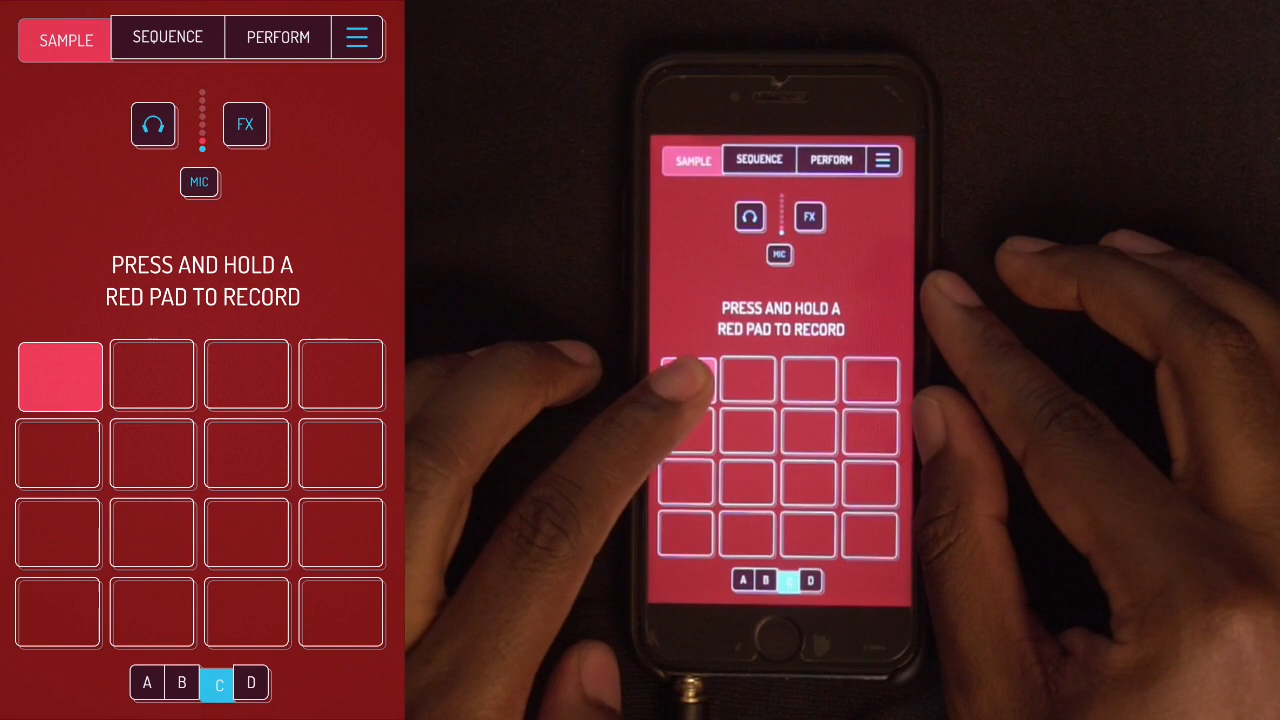 SAMPLE SEQUENCE PERFORM
FX
MIC
PRESS AND HOLD A
RED PAD TO RECORD
A B C D
SAMPLE SEQUENCE PERFORM
FX
MIC
PRESS AND HOLD A
RED PAD TO RECORD
A B C D